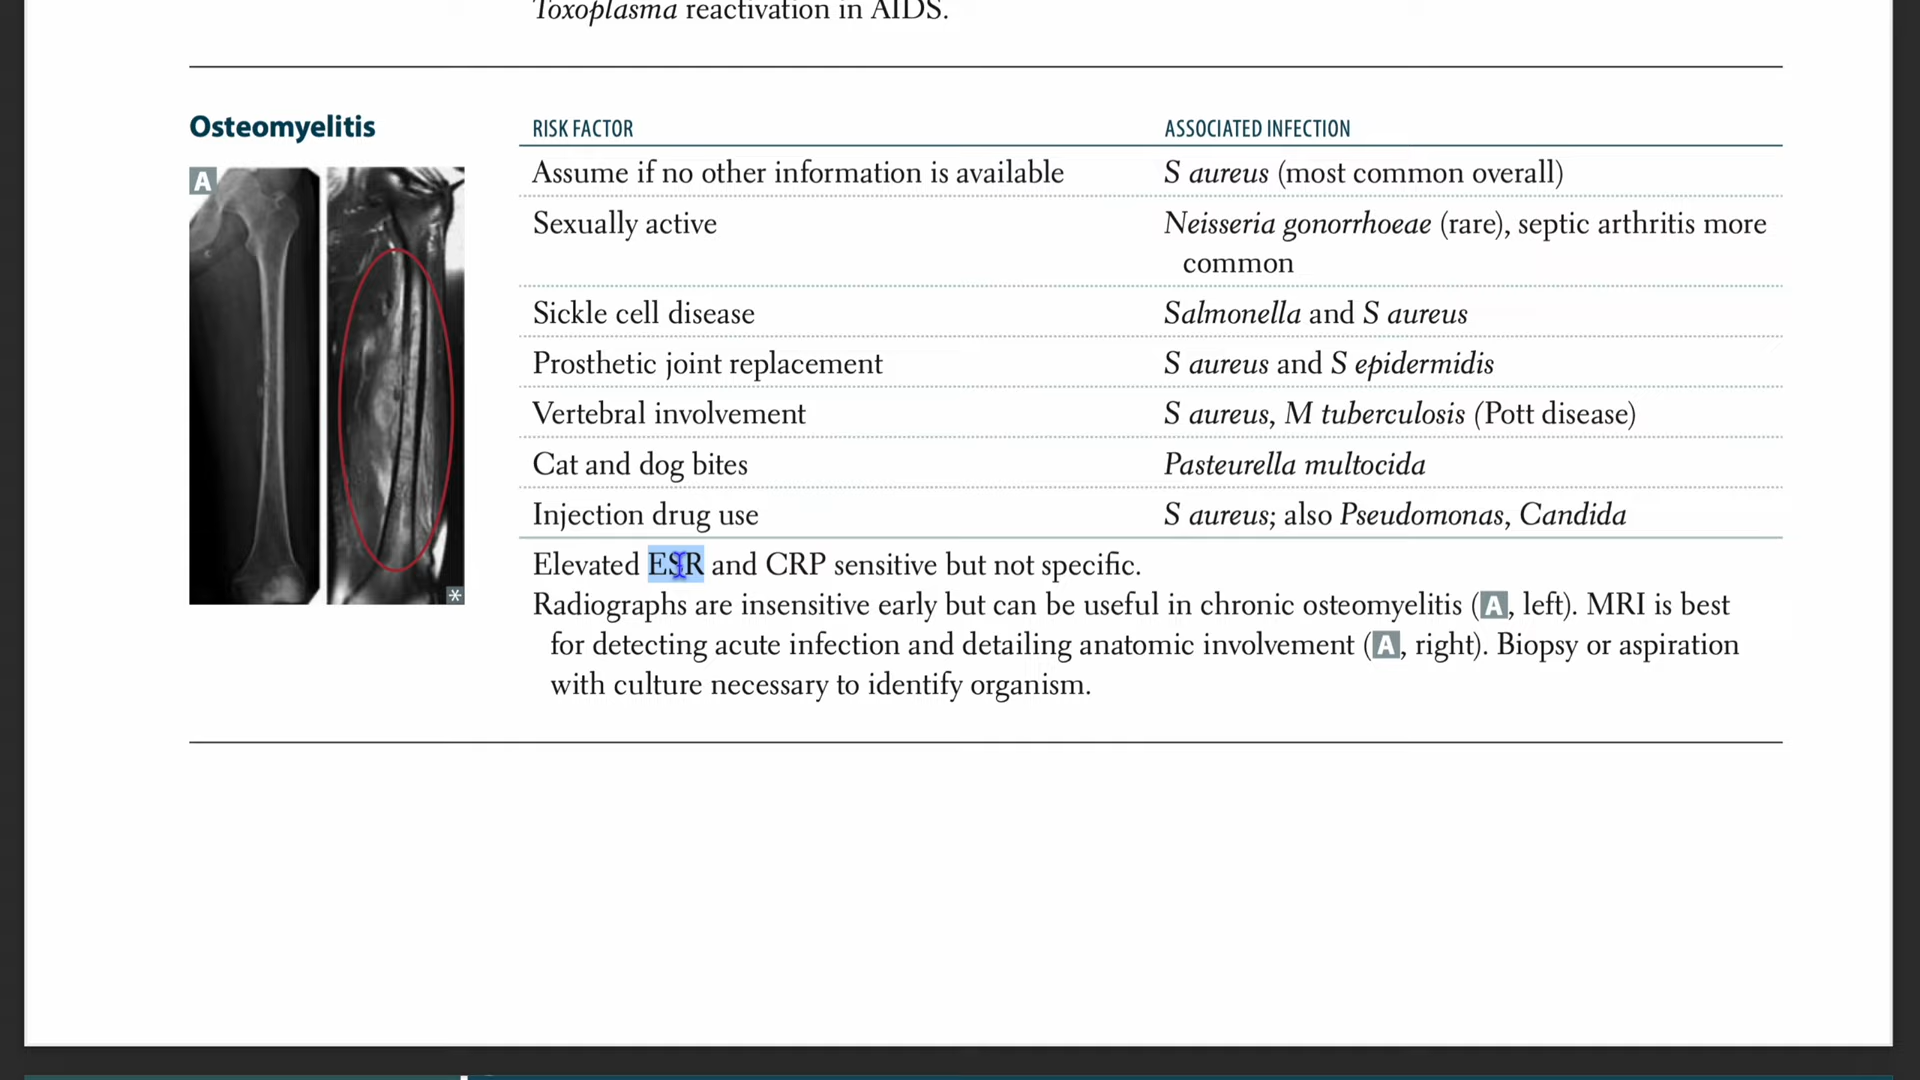 Toxoplasma reactivation in AIDS.
Osteomyelitis
RISK FACTOR ASSOCIATED INFECTION
A
Assume if no other information is available S aureus (most common overall)
Sexually active Neisseria gonorrhoeae (rare), septic arthritis more
common
Sickle cell disease Salmonella and S aureus
Prosthetic joint replacement S aureus and S epidermidis
Vertebral involvement S aureus, M tuberculosis (Pott disease)
Cat and dog bites Pasteurella multocida
Injection drug use S aureus; also Pseudomonas, Candida
Elevated ESR and CRP sensitive but not specific.
Radiographs are insensitive early but can be useful in chronic osteomyelitis (A, left). MRI is best
for detecting acute infection and detailing anatomic involvement (A, right). Biopsy or aspiration
with culture necessary to identify organism.
*